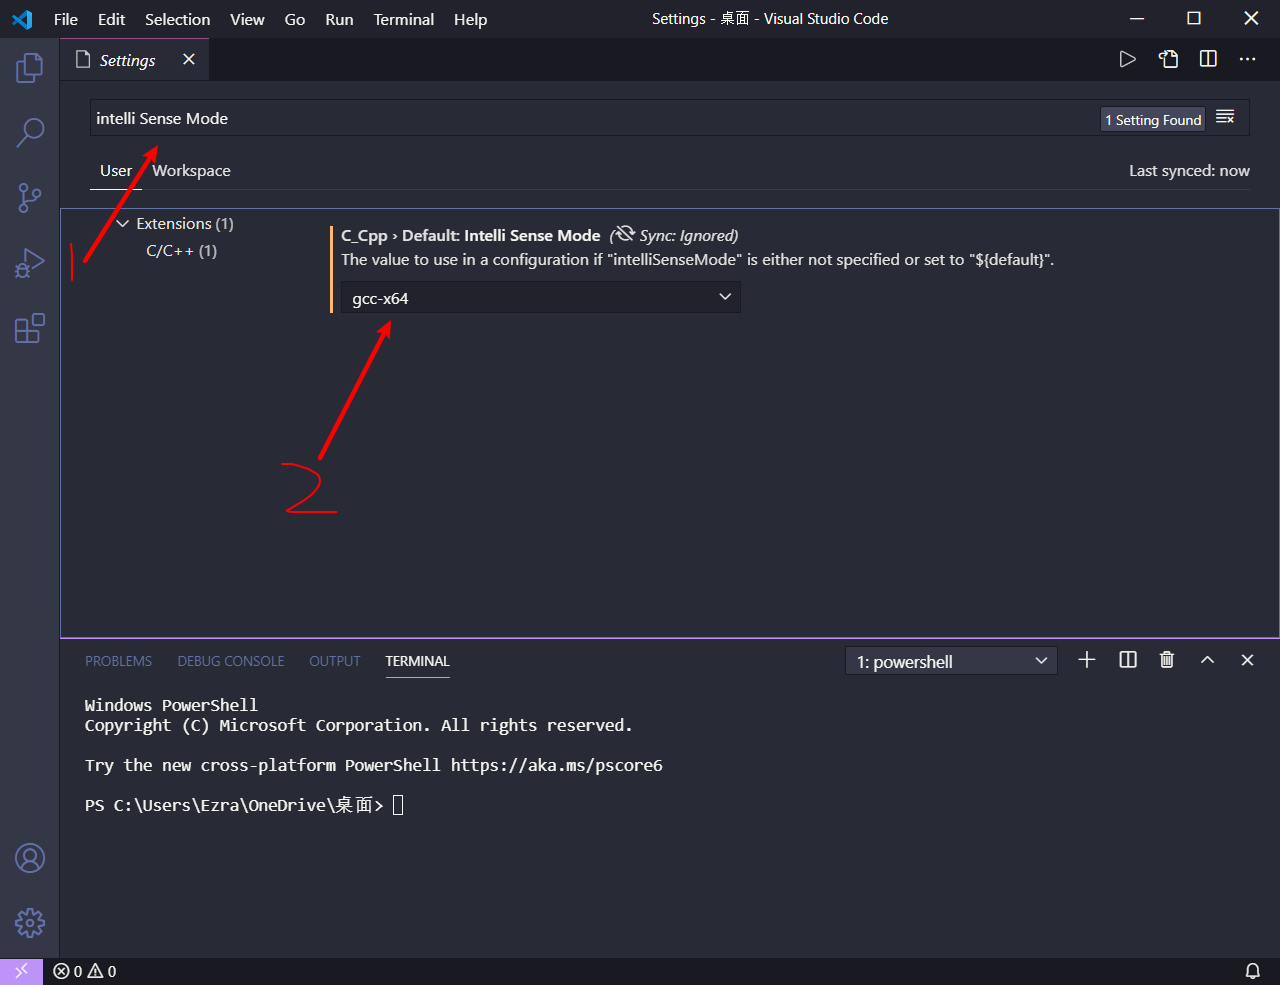 File Edit Selection View Go Run Terminal Help
Settings - 桌面 - Visual Studio Code
Settings
intelli Sense Mode
1 Setting Found
User Workspace
Last synced: now
Extensions (1)
C/C++ (1)
C_Cpp › Default: Intelli Sense Mode (Sync: Ignored)
The value to use in a configuration if "intelliSenseMode" is either not specified or set to "${default}".
gcc-x64
1
2
PROBLEMS DEBUG CONSOLE OUTPUT TERMINAL
1: powershell
Windows PowerShell
Copyright (C) Microsoft Corporation. All rights reserved.
Try the new cross-platform PowerShell https://aka.ms/pscore6
PS C:\Users\Ezra\OneDrive\桌面>
0 0